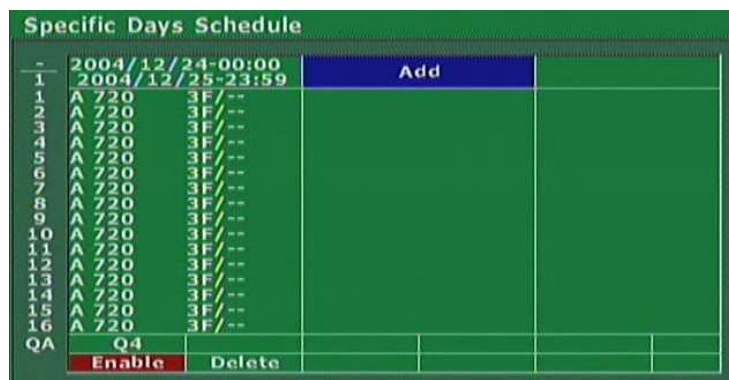 Specific Days Schedule
- 2004/12/24-00:00 Add
1 2004/12/25-23:59
1 A 720 3F/--
2 A 720 3F/--
3 A 720 3F/--
4 A 720 3F/--
5 A 720 3F/--
6 A 720 3F/--
7 A 720 3F/--
8 A 720 3F/--
9 A 720 3F/--
10 A 720 3F/--
11 A 720 3F/--
12 A 720 3F/--
13 A 720 3F/--
14 A 720 3F/--
15 A 720 3F/--
16 A 720 3F/--
QA Q4
Enable Delete